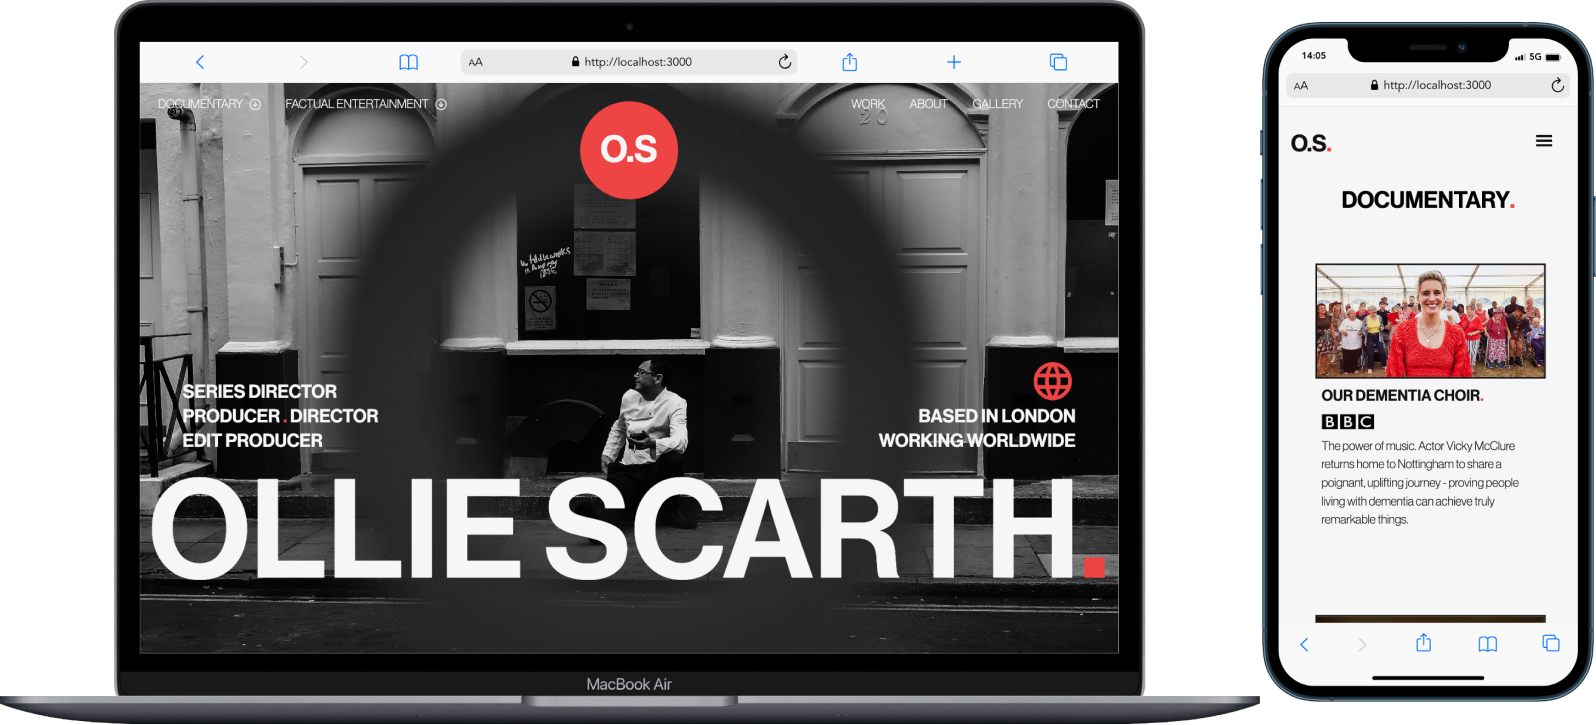 http://localhost:3000
AA
DOCUMENTARY
FACTUAL ENTERTAINMENT
WORK
ABOUT
GALLERY
CONTACT
O.S
20
SERIES DIRECTOR
PRODUCER . DIRECTOR
EDIT PRODUCER
BASED IN LONDON
WORKING WORLDWIDE
OLLIE SCARTH.
MacBook Air
14:05
5G
AA
http://localhost:3000
O.S.
DOCUMENTARY.
OUR DEMENTIA CHOIR.
BBC
The power of music. Actor Vicky McClure
returns home to Nottingham to share a
poignant, uplifting journey - proving people
living with dementia can achieve truly
remarkable things.